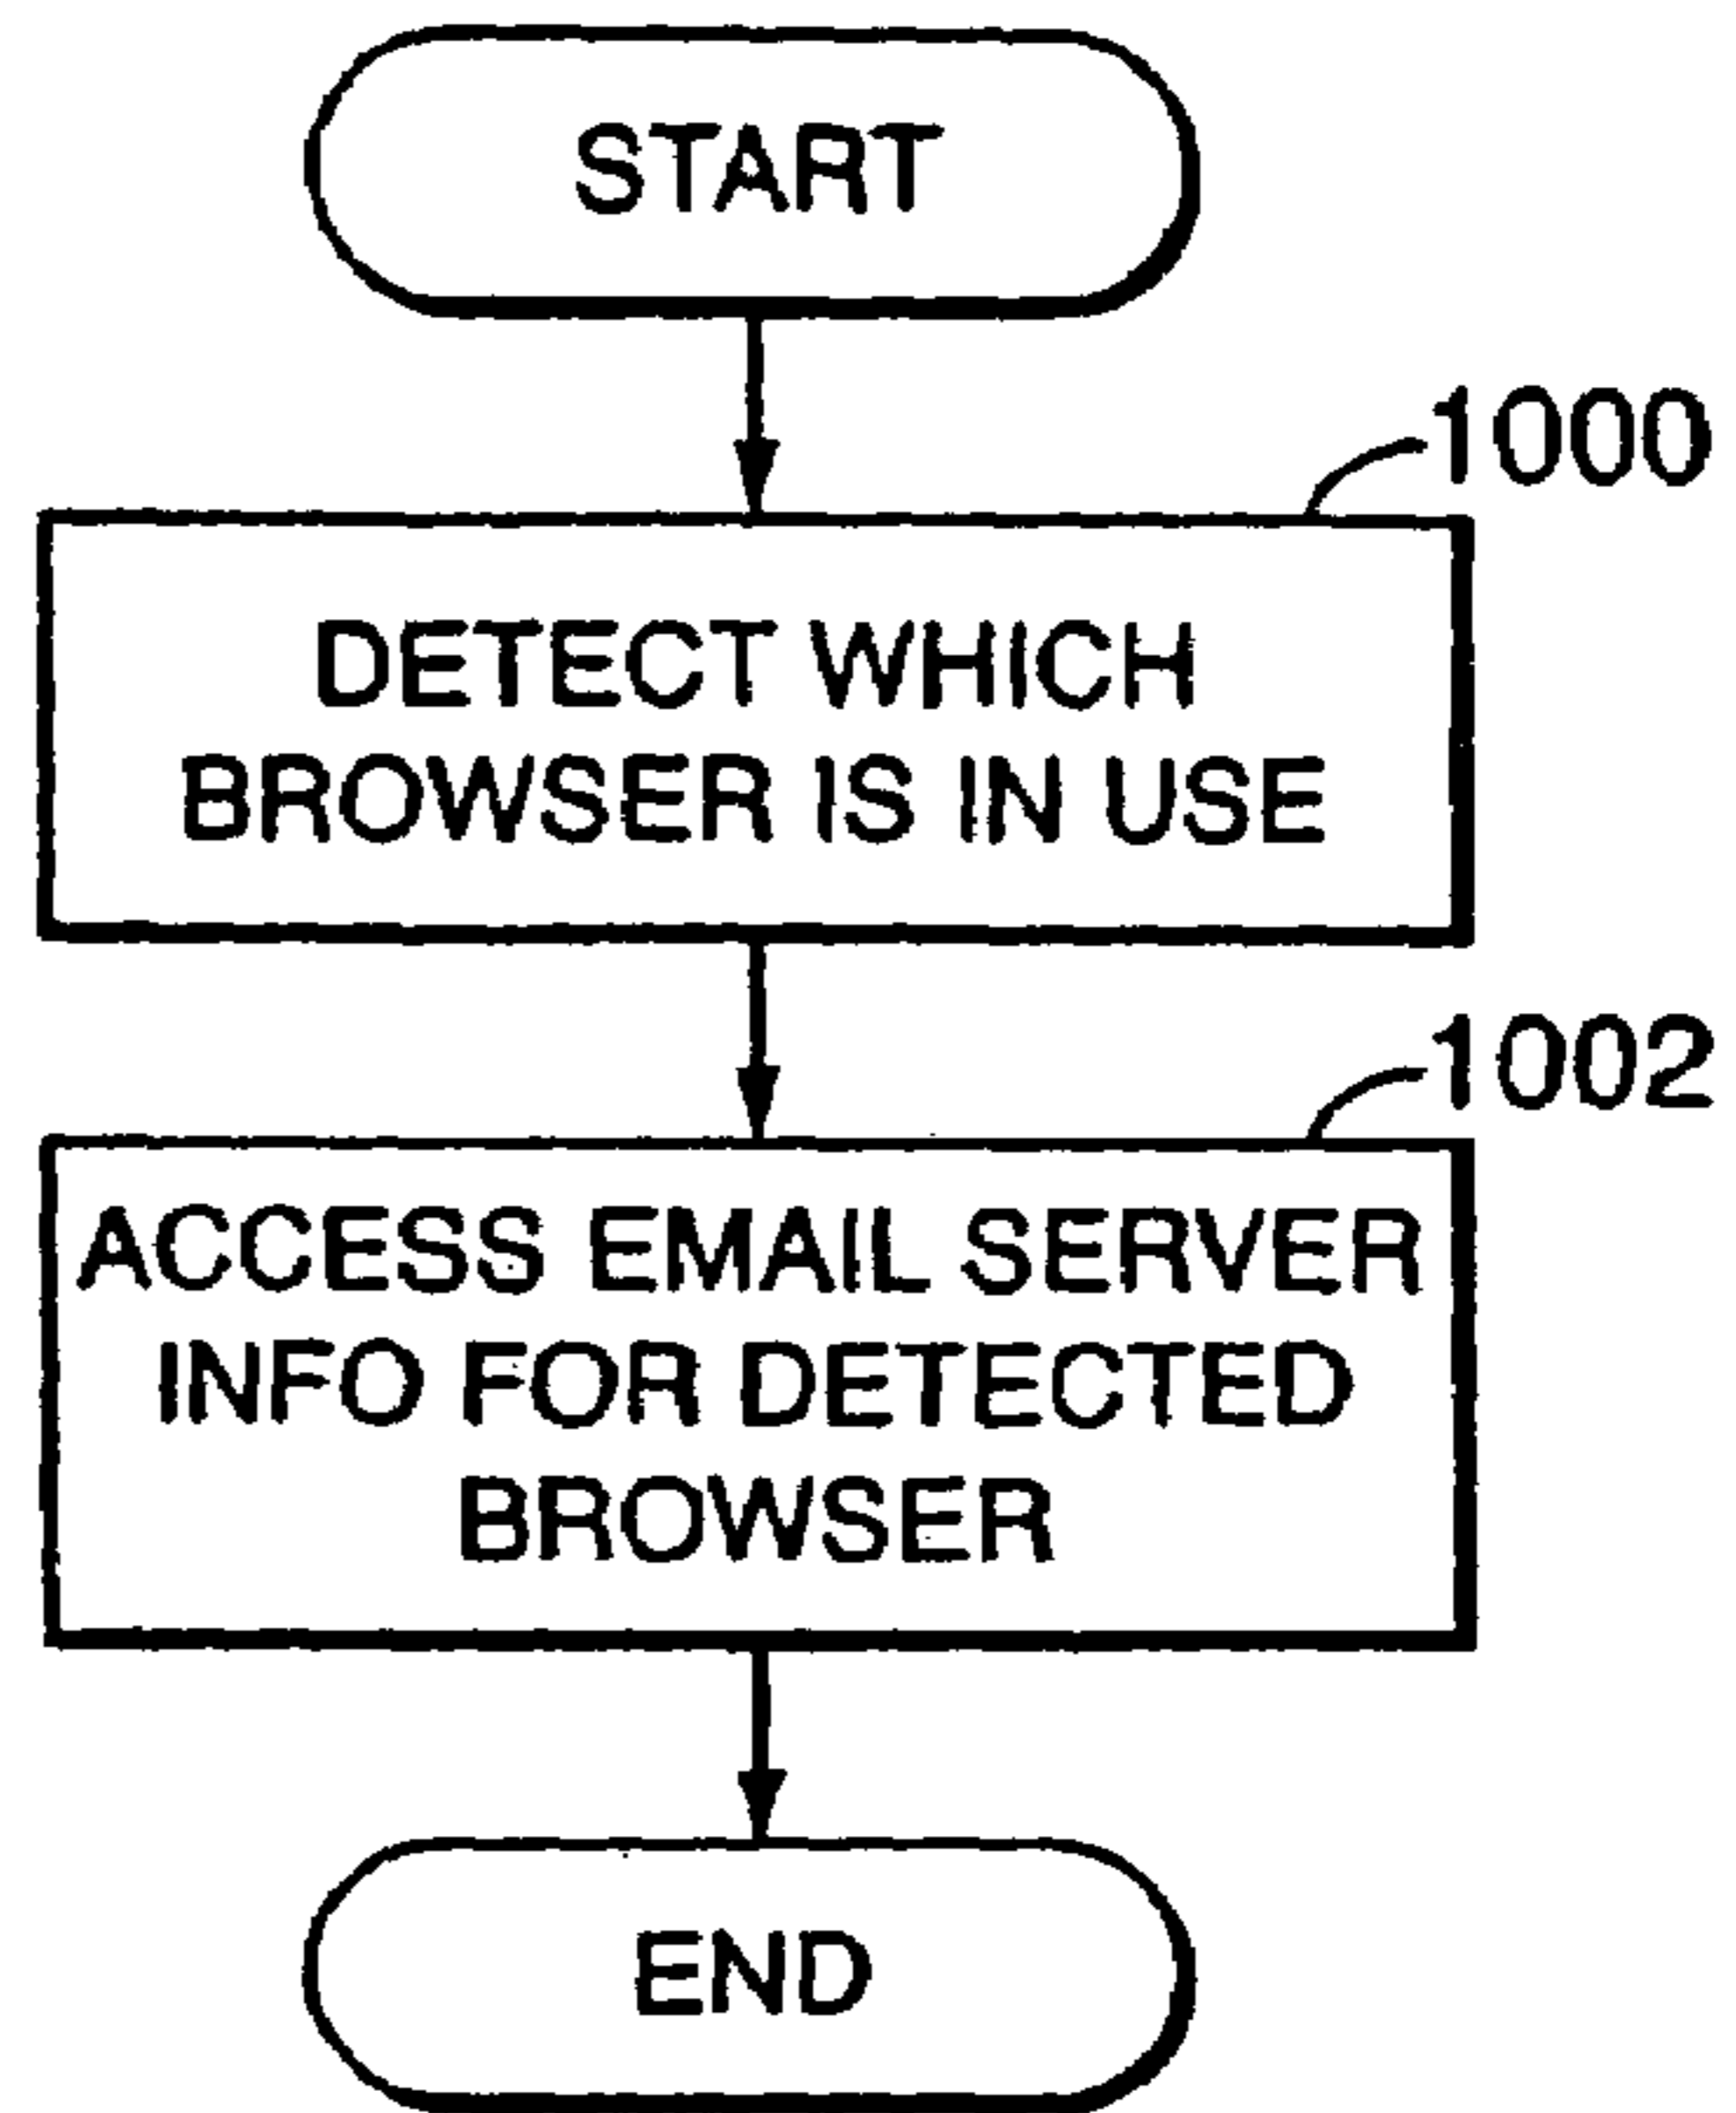 START
1000
DETECT WHICH
BROWSER IS IN USE
1002
ACCESS EMAIL SERVER
INFO FOR DETECTED
BROWSER
END